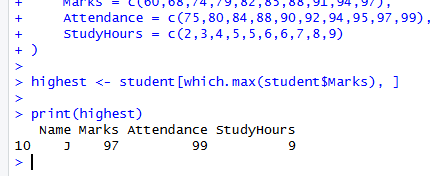 +     Marks = c(60,68,74,79,82,85,88,91,94,97),
+     Attendance = c(75,80,84,88,90,92,94,95,97,99),
+     StudyHours = c(2,3,4,5,5,6,6,7,8,9)
+ )
>
> highest <- student[which.max(student$Marks), ]
>
> print(highest)
   Name Marks Attendance StudyHours
10    J    97         99          9
>